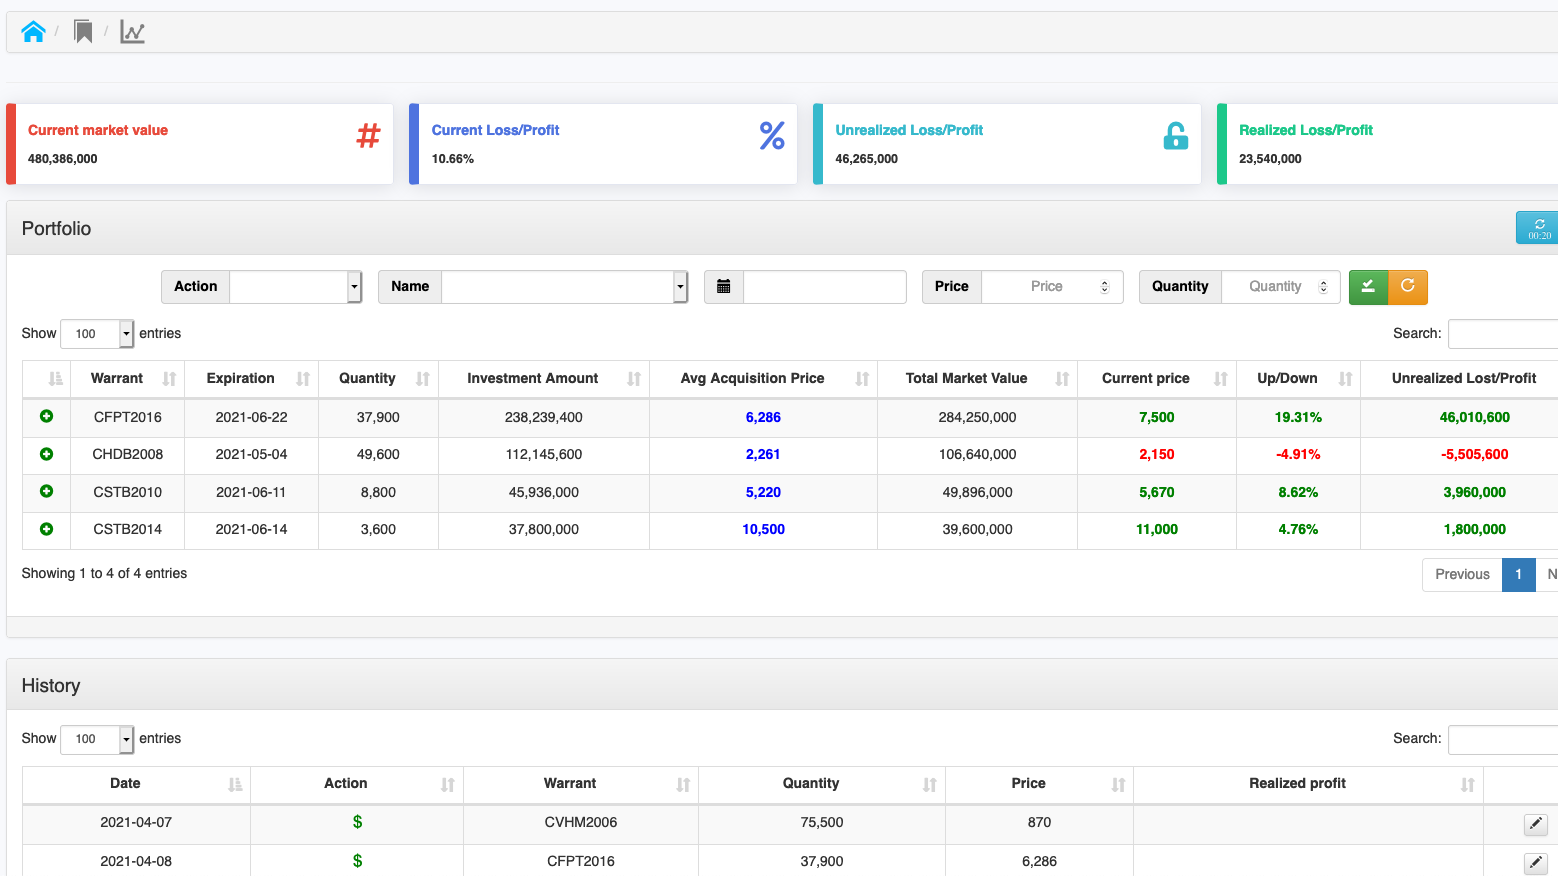 / /
Current market value
480,386,000
#
Current Loss/Profit
10.66%
%
Unrealized Loss/Profit
46,265,000
Realized Loss/Profit
23,540,000
Portfolio
00:20
Action Name Price Price Quantity Quantity
Show 100 entries Search:
Warrant Expiration Quantity Investment Amount Avg Acquisition Price Total Market Value Current price Up/Down Unrealized Lost/Profit
CFPT2016 2021-06-22 37,900 238,239,400 6,286 284,250,000 7,500 19.31% 46,010,600
CHDB2008 2021-05-04 49,600 112,145,600 2,261 106,640,000 2,150 -4.91% -5,505,600
CSTB2010 2021-06-11 8,800 45,936,000 5,220 49,896,000 5,670 8.62% 3,960,000
CSTB2014 2021-06-14 3,600 37,800,000 10,500 39,600,000 11,000 4.76% 1,800,000
Showing 1 to 4 of 4 entries Previous 1 N
History
Show 100 entries Search:
Date Action Warrant Quantity Price Realized profit
2021-04-07 $ CVHM2006 75,500 870
2021-04-08 $ CFPT2016 37,900 6,286